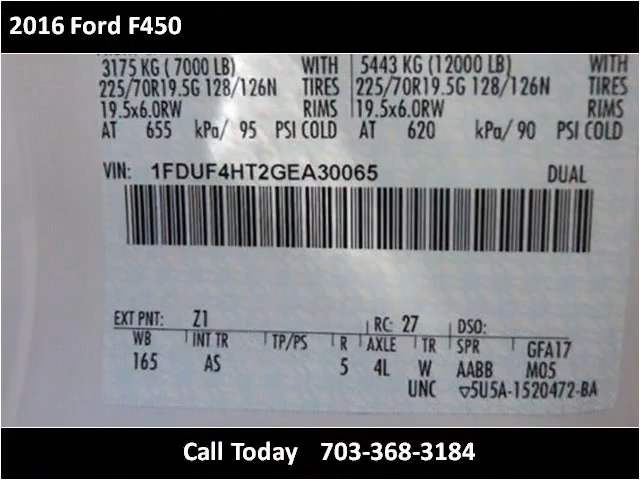 2016 Ford F450
3175 KG ( 7000 LB) WITH 5443 KG (12000 LB) WITH
225/70R19.5G 128/126N TIRES 225/70R19.5G 128/126N TIRES
19.5x6.0RW RIMS 19.5x6.0RW RIMS
AT 655 kPa/ 95 PSI COLD AT 620 kPa/ 90 PSI COLD
VIN: 1FDUF4HT2GEA30065 DUAL
EXT PNT: Z1 RC: 27 DSO:
WB INT TR TP/PS R AXLE TR SPR GFA17
165 AS 5 4L W AABB M05
UNC ▽5U5A-1520472-BA
Call Today 703-368-3184